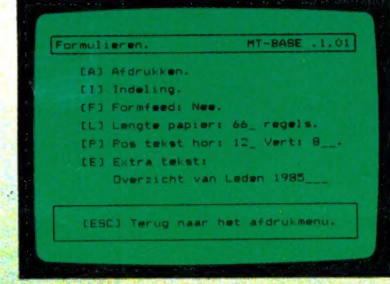 Formulieren. MT-BASE .1.01
[A] Afdrukken.
[I] Indeling.
[F] Formfeed: Nee.
[L] Lengte papier: 66_ regels.
[P] Pos tekst hor: 12_ Vert: 8__.
[E] Extra tekst:
Overzicht van Leden 1985___
[ESC] Terug naar het afdrukmenu.